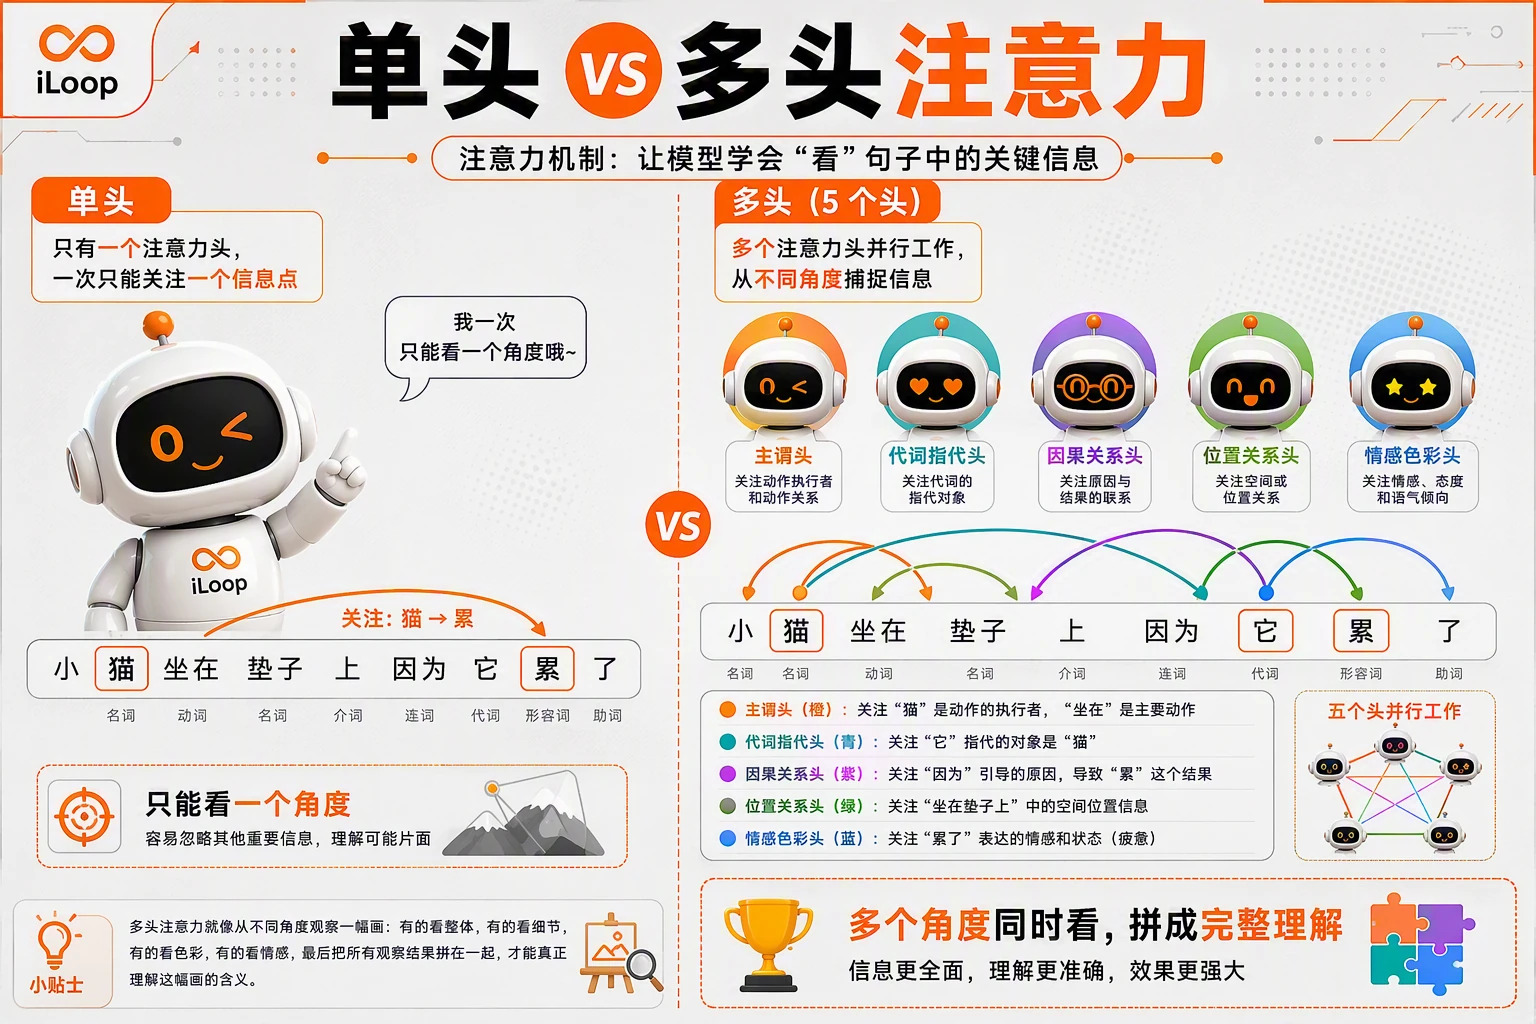 iLoop
单头 VS 多头注意力
注意力机制：让模型学会“看”句子中的关键信息
单头
只有一个注意力头，
一次只能关注一个信息点
我一次
只能看一个角度哦~
iLoop
关注：猫→累
小 猫 坐在 垫子 上 因为 它 累 了
名词 动词 名词 介词 连词 代词 形容词 助词
只能看一个角度
容易忽略其他重要信息，理解可能片面
小贴士
多头注意力就像从不同角度观察一幅画：有的看整体，有的看细节，
有的看色彩，有的看情感，最后把所有观察结果拼在一起，才能真正
理解这幅画的含义。
VS
多头（5 个头）
多个注意力头并行工作，
从不同角度捕捉信息
主谓头
关注动作执行者
和动作关系
代词指代头
关注代词的
指代对象
因果关系头
关注原因与
结果的联系
位置关系头
关注空间或
位置关系
情感色彩头
关注情感、态度
和语气倾向
小 猫 坐在 垫子 上 因为 它 累 了
名词 名词 动词 名词 介词 连词 代词 形容词 助词
主谓头（橙）：关注“猫”是动作的执行者，“坐在”是主要动作
代词指代头（青）：关注“它”指代的对象是“猫”
因果关系头（紫）：关注“因为”引导的原因，导致“累”这个结果
位置关系头（绿）：关注“坐在垫子上”中的空间位置信息
情感色彩头（蓝）：关注“累了”表达的情感和状态（疲惫）
五个头并行工作
多个角度同时看，拼成完整理解
信息更全面，理解更准确，效果更强大